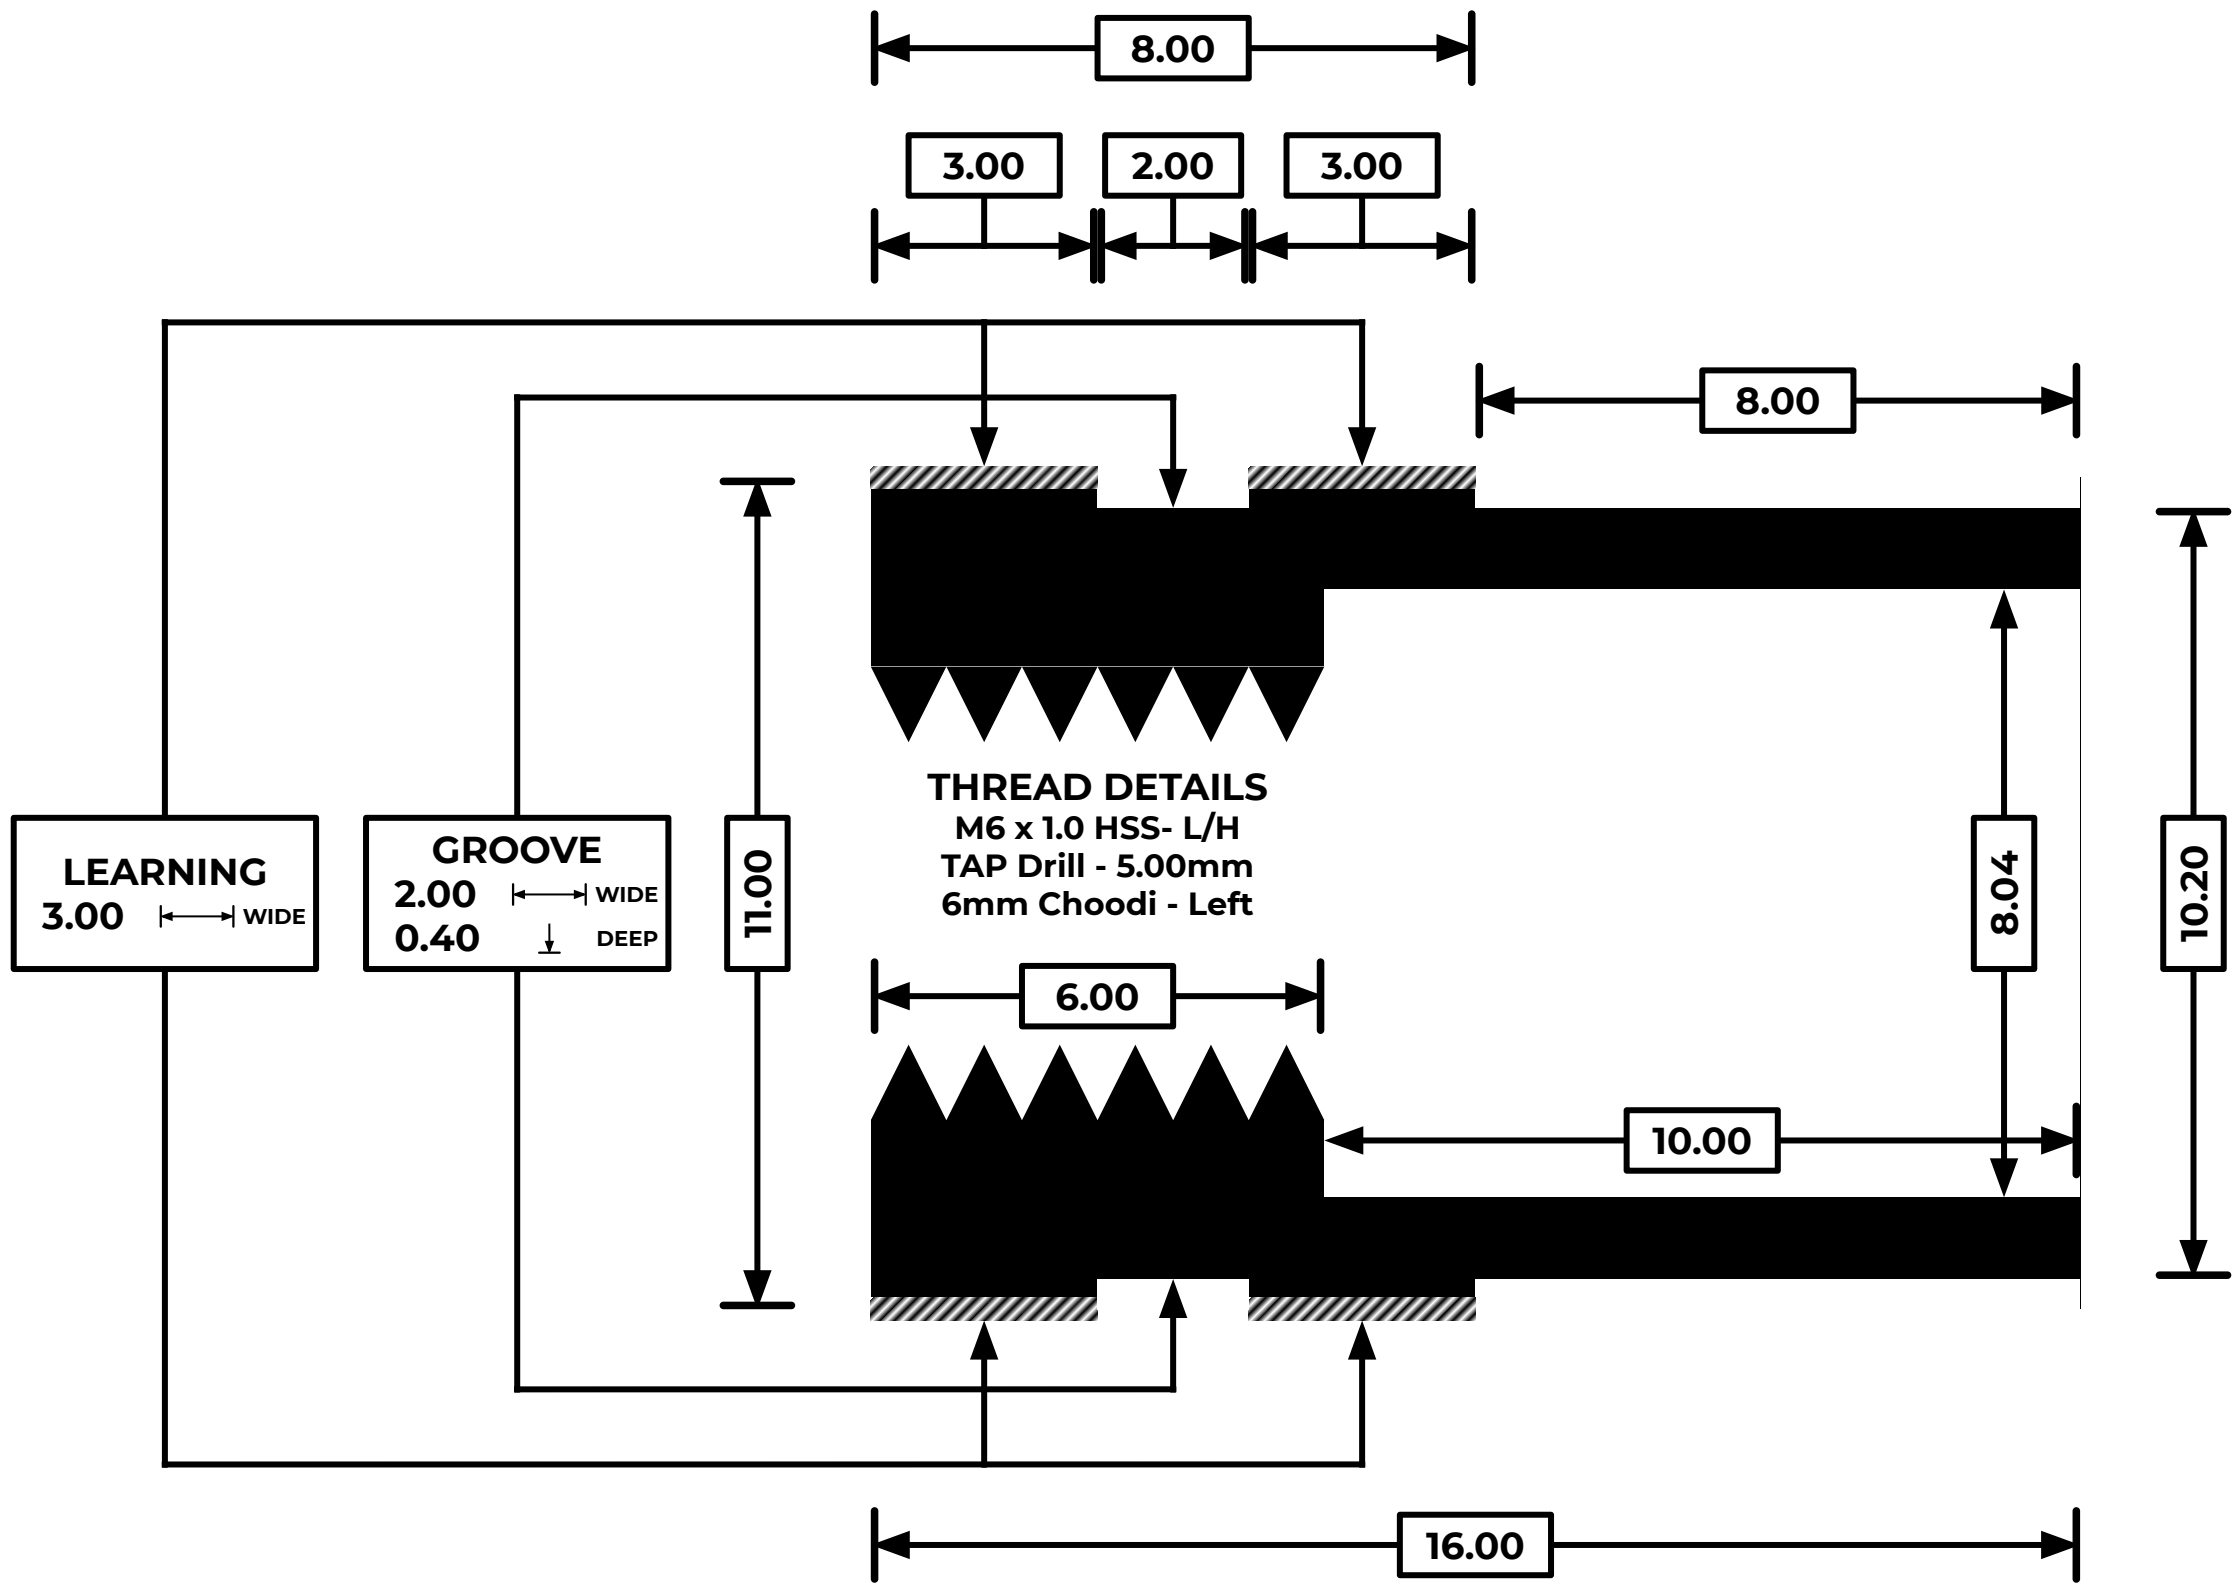 8.00
3.00
2.00
3.00
8.00
LEARNING
3.00 WIDE
GROOVE
2.00 WIDE
0.40 DEEP
11.00
THREAD DETAILS
M6 x 1.0 HSS- L/H
TAP Drill - 5.00mm
6mm Choodi - Left
8.04
10.20
6.00
10.00
16.00